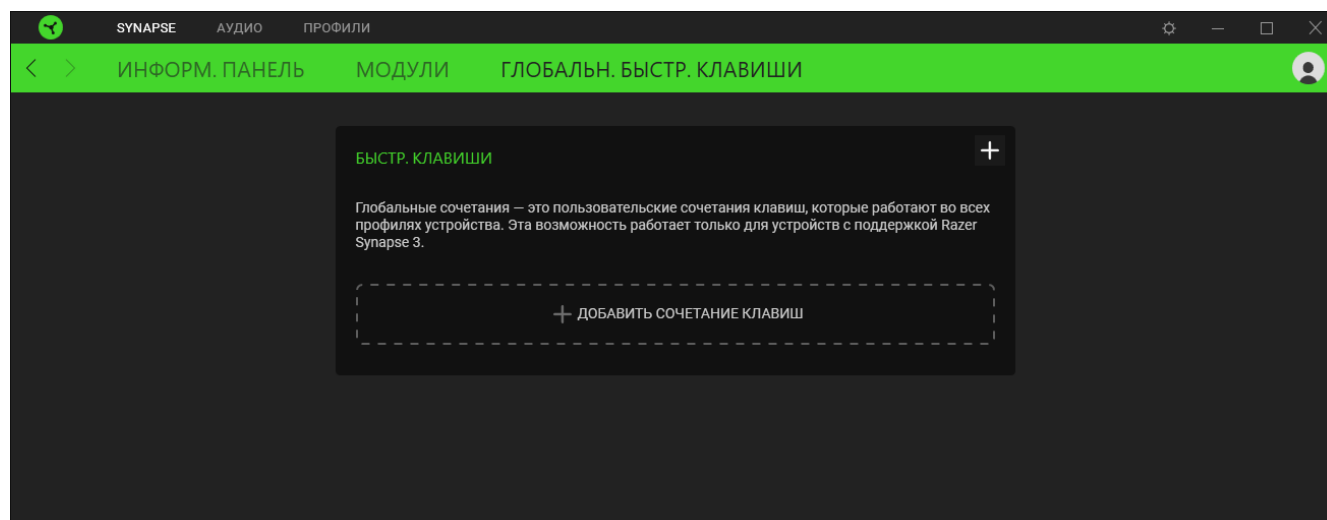 SYNAPSE АУДИО ПРОФИЛИ
ИНФОРМ. ПАНЕЛЬ МОДУЛИ ГЛОБАЛЬН. БЫСТР. КЛАВИШИ
БЫСТР. КЛАВИШИ
Глобальные сочетания — это пользовательские сочетания клавиш, которые работают во всех
профилях устройства. Эта возможность работает только для устройств с поддержкой Razer
Synapse 3.
ДОБАВИТЬ СОЧЕТАНИЕ КЛАВИШ